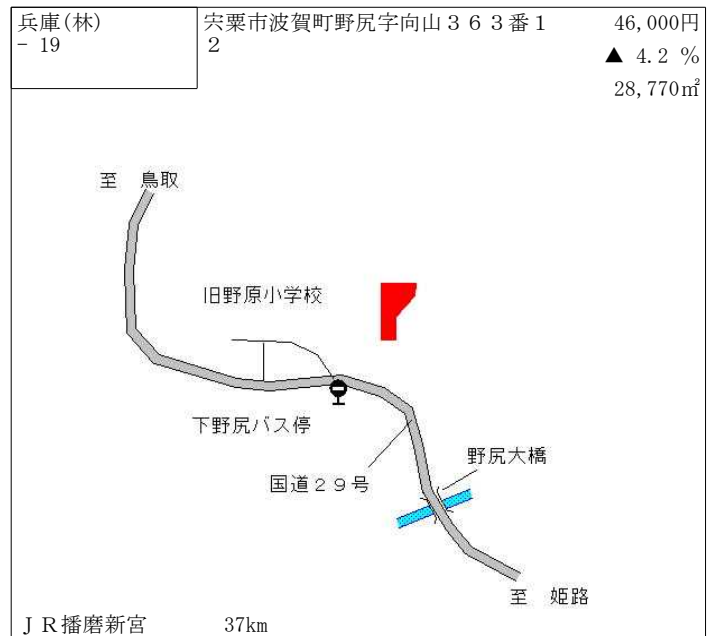 兵庫(林)
- 19
宍粟市波賀町野尻字向山３６３番１
２
46,000円
▲ 4.2 %
28,770㎡
至 鳥取
旧野原小学校
下野尻バス停
野尻大橋
国道２９号
至 姫路
ＪＲ播磨新宮 37km